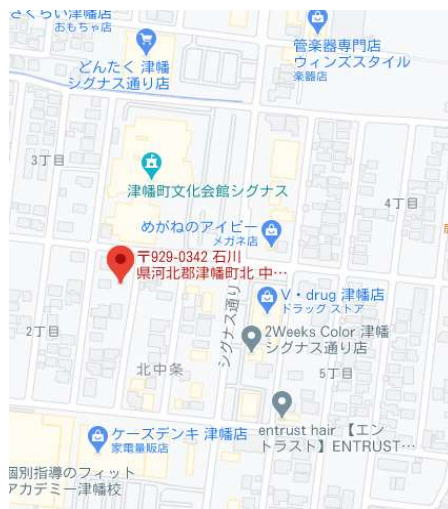 さくらい津幡店
おもちゃ店
どんたく 津幡
シグナス通り店
管楽器専門店
ウィンズスタイル
楽器店
3丁目
津幡町文化会館シグナス
4丁目
めがねのアイビー
メガネ店
〒929-0342 石川
県河北郡津幡町北 中…
V・drug 津幡店
ドラッグ ストア
シグナス通り
2丁目
2Weeks Color 津幡
シグナス通り店
北中条
5丁目
entrust hair 【エン
トラスト】ENTRUST…
ケーズデンキ 津幡店
家電量販店
個別指導のフィット
アカデミー津幡校